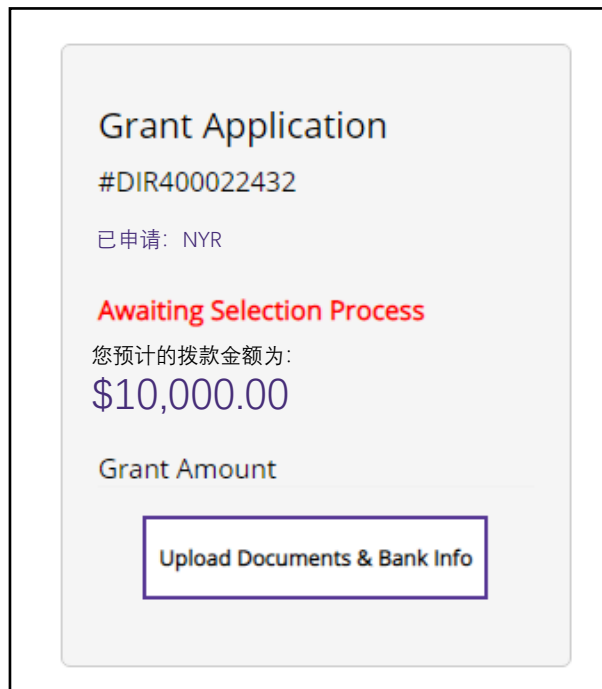 Grant Application
#DIR400022432
已申请：NYR
Awaiting Selection Process
您预计的拨款金额为：
$10,000.00
Grant Amount
Upload Documents & Bank Info